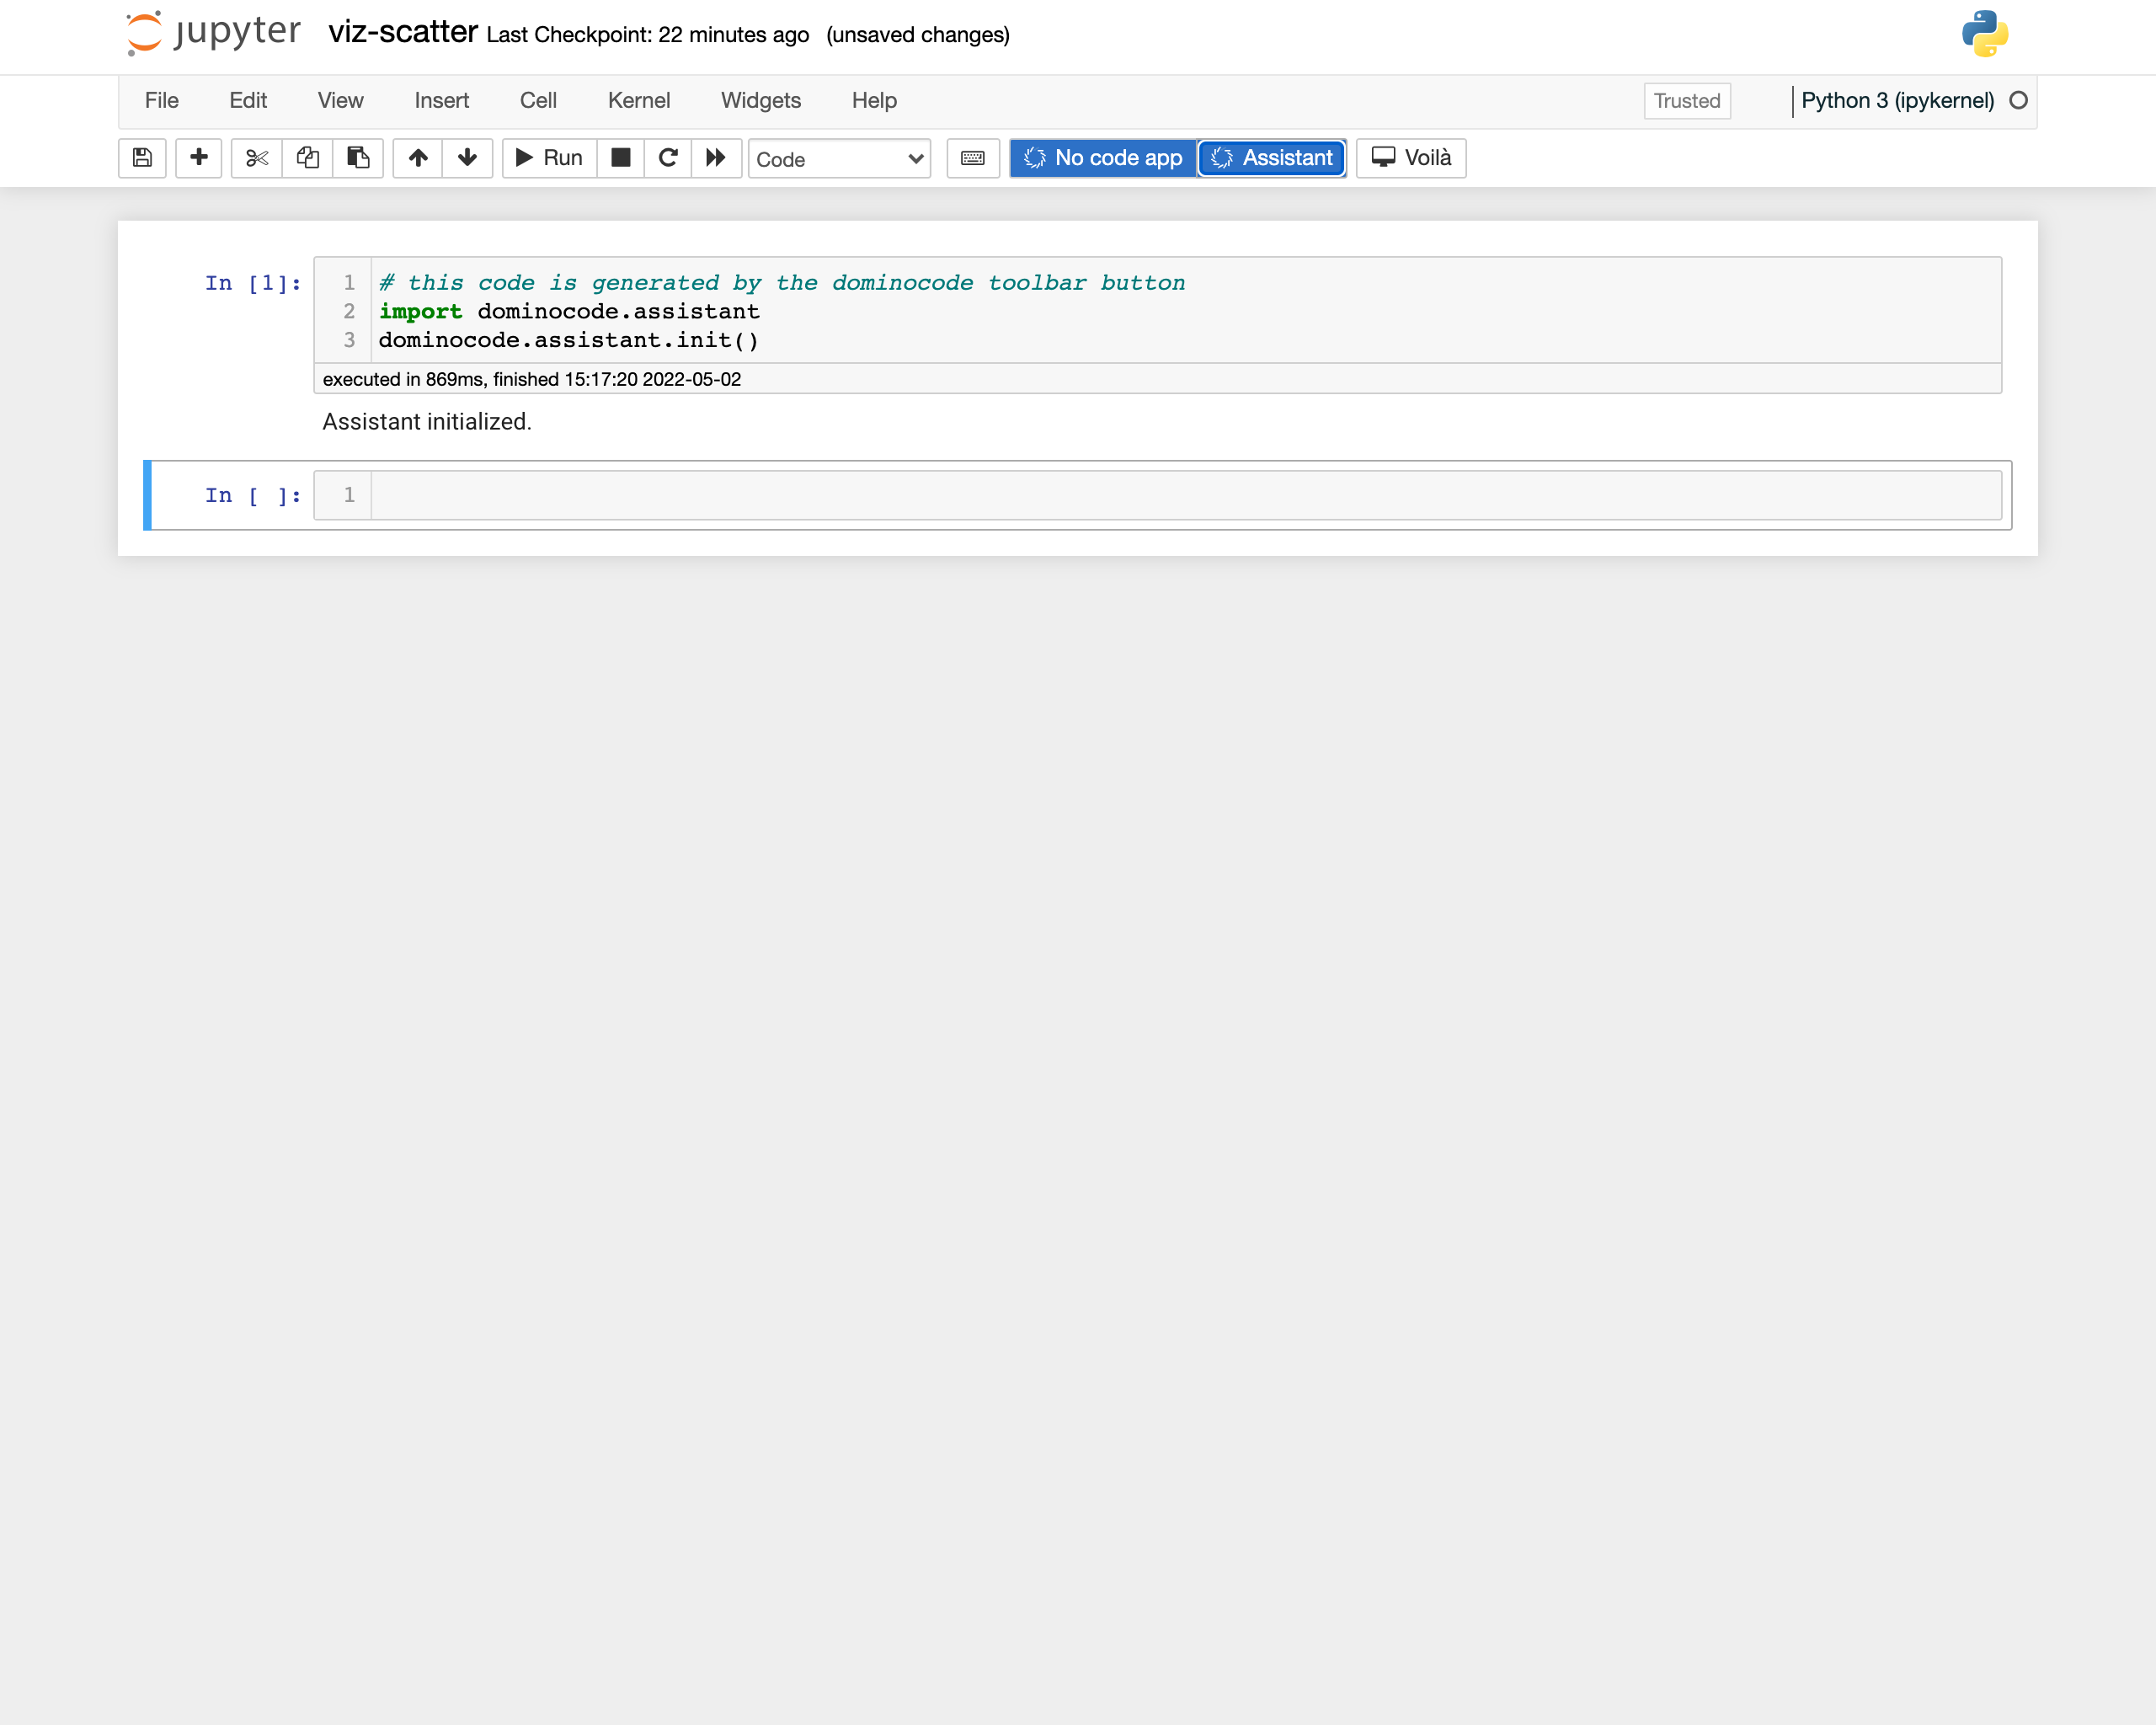 jupyter viz-scatter Last Checkpoint: 22 minutes ago (unsaved changes)
File Edit View Insert Cell Kernel Widgets Help Trusted Python 3 (ipykernel)
Run Code No code app Assistant Voilà
In [1]: 1 # this code is generated by the dominocode toolbar button
2 import dominocode.assistant
3 dominocode.assistant.init()
executed in 869ms, finished 15:17:20 2022-05-02
Assistant initialized.
In [ ]: 1